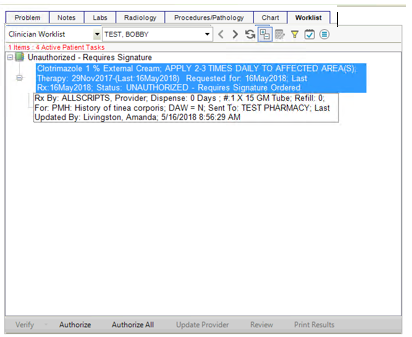 Problem Notes Labs Radiology Procedures/Pathology Chart Worklist
Clinician Worklist TEST, BOBBY
1 Items : 4 Active Patient Tasks
Unauthorized - Requires Signature
Clotrimazole 1 % External Cream; APPLY 2-3 TIMES DAILY TO AFFECTED AREA(S);
Therapy: 29Nov2017-(Last:16May2018) Requested for: 16May2018; Last
Rx:16May2018; Status: UNAUTHORIZED - Requires Signature Ordered
Rx By: ALLSCRIPTS, Provider; Dispense: 0 Days ; #:1 X 15 GM Tube; Refill: 0;
For: PMH: History of tinea corporis; DAW = N; Sent To: TEST PHARMACY; Last
Updated By: Livingston, Amanda; 5/16/2018 8:56:29 AM
Verify Authorize Authorize All Update Provider Review Print Results